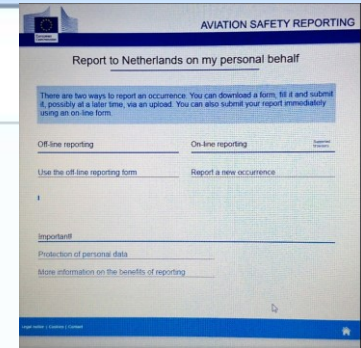 European
Commission
AVIATION SAFETY REPORTING
Report to Netherlands on my personal behalf
There are two ways to report an occurrence. You can download a form, fill it and submit
it, possibly at a later time, via an upload. You can also submit your report immediately
using an on-line form.
Off-line reporting
On-line reporting
Use the off-line reporting form
Report a new occurrence
Important!
Protection of personal data
More information on the benefits of reporting
Legal notice | Cookies | Contact